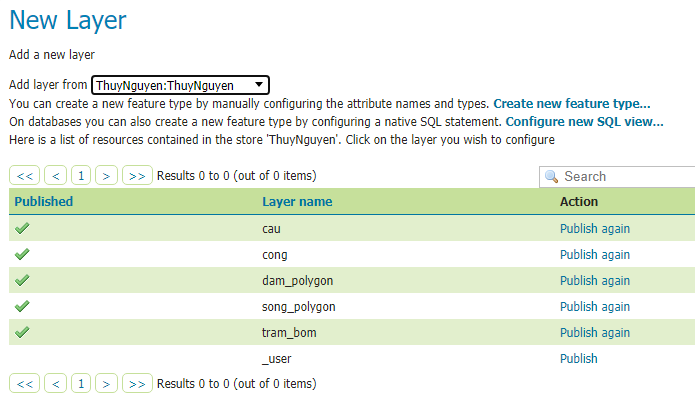 New Layer
Add a new layer
Add layer from ThuyNguyen:ThuyNguyen
You can create a new feature type by manually configuring the attribute names and types. Create new feature type...
On databases you can also create a new feature type by configuring a native SQL statement. Configure new SQL view...
Here is a list of resources contained in the store 'ThuyNguyen'. Click on the layer you wish to configure
<< < 1 > >> Results 0 to 0 (out of 0 items) Search
Published Layer name Action
cau Publish again
cong Publish again
dam_polygon Publish again
song_polygon Publish again
tram_bom Publish again
_user Publish
<< < 1 > >> Results 0 to 0 (out of 0 items)